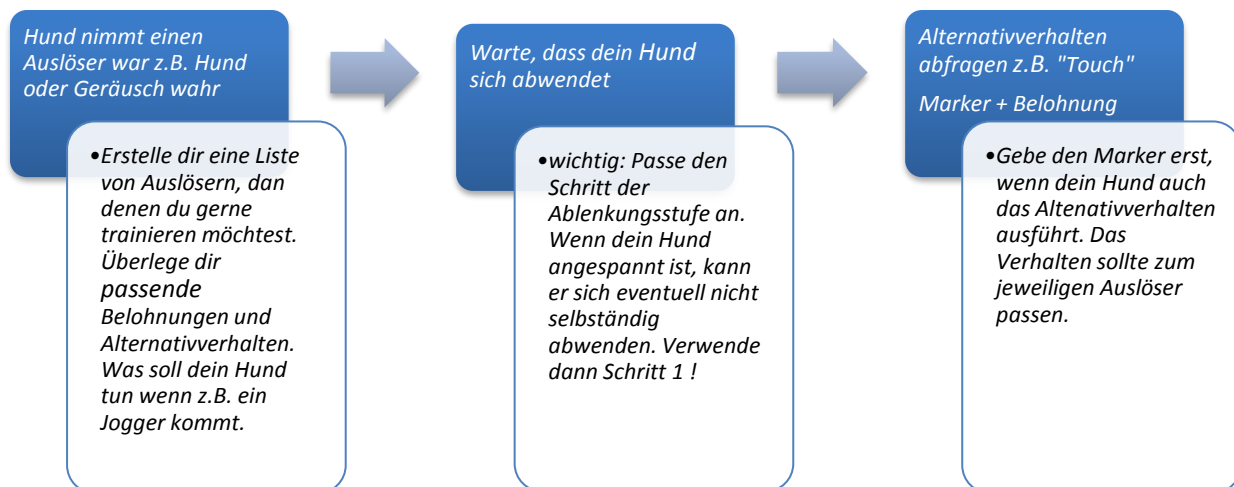 Hund nimmt einen
Auslöser war z.B. Hund
oder Geräusch wahr
•Erstelle dir eine Liste
von Auslösern, dan
denen du gerne
trainieren möchtest.
Überlege dir
passende
Belohnungen und
Alternativverhalten.
Was soll dein Hund
tun wenn z.B. ein
Jogger kommt.
Warte, dass dein Hund
sich abwendet
•wichtig: Passe den
Schritt der
Ablenkungsstufe an.
Wenn dein Hund
angespannt ist, kann
er sich eventuell nicht
selbständig
abwenden. Verwende
dann Schritt 1 !
Alternativverhalten
abfragen z.B. "Touch"
Marker + Belohnung
•Gebe den Marker erst,
wenn dein Hund auch
das Altenativverhalten
ausführt. Das
Verhalten sollte zum
jeweiligen Auslöser
passen.